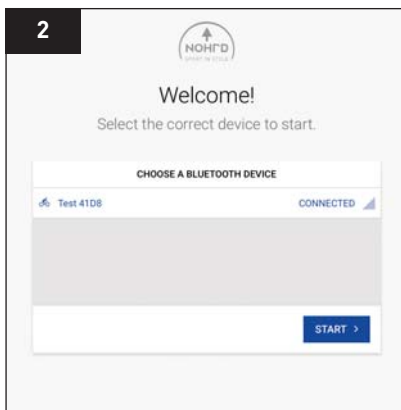 2
NOHrD
SPORT IN STYLE
Welcome!
Select the correct device to start.
CHOOSE A BLUETOOTH DEVICE
Test 41D8 CONNECTED
START >